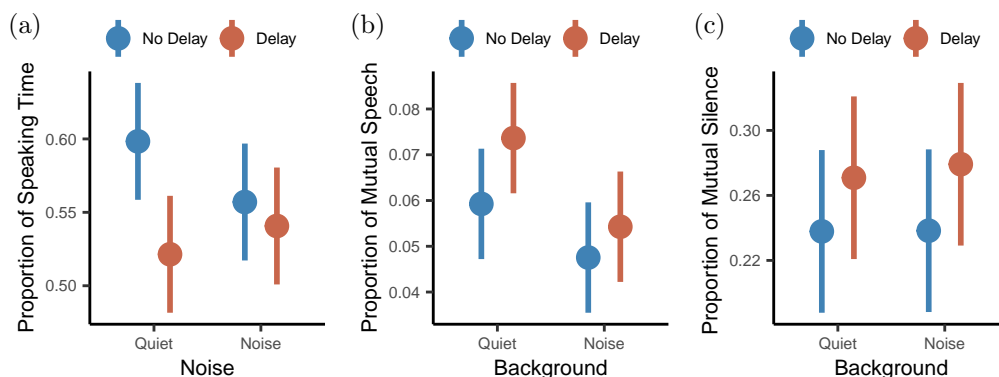 (a)
No Delay Delay
Proportion of Speaking Time
0.60
0.55
0.50
Quiet Noise
Noise
(b)
No Delay Delay
Proportion of Mutual Speech
0.08
0.07
0.06
0.05
0.04
Quiet Noise
Background
(c)
No Delay Delay
Proportion of Mutual Silence
0.30
0.26
0.22
Quiet Noise
Background